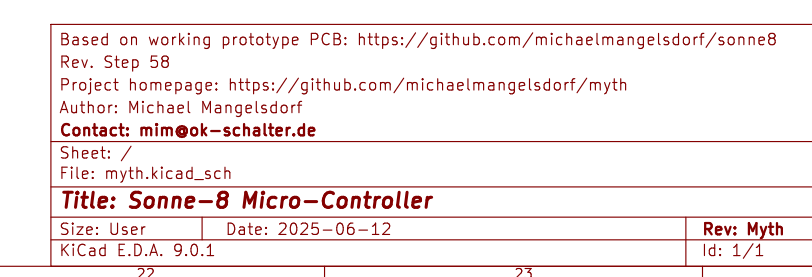 Based on working prototype PCB: https://github.com/michaelmangelsdorf/sonne8
Rev. Step 58
Project homepage: https://github.com/michaelmangelsdorf/myth
Author: Michael Mangelsdorf
Contact: mim@ok-schalter.de
Sheet: /
File: myth.kicad_sch
Title: Sonne-8 Micro-Controller
Size: User Date: 2025-06-12 Rev: Myth
KiCad E.D.A. 9.0.1 Id: 1/1
22 23